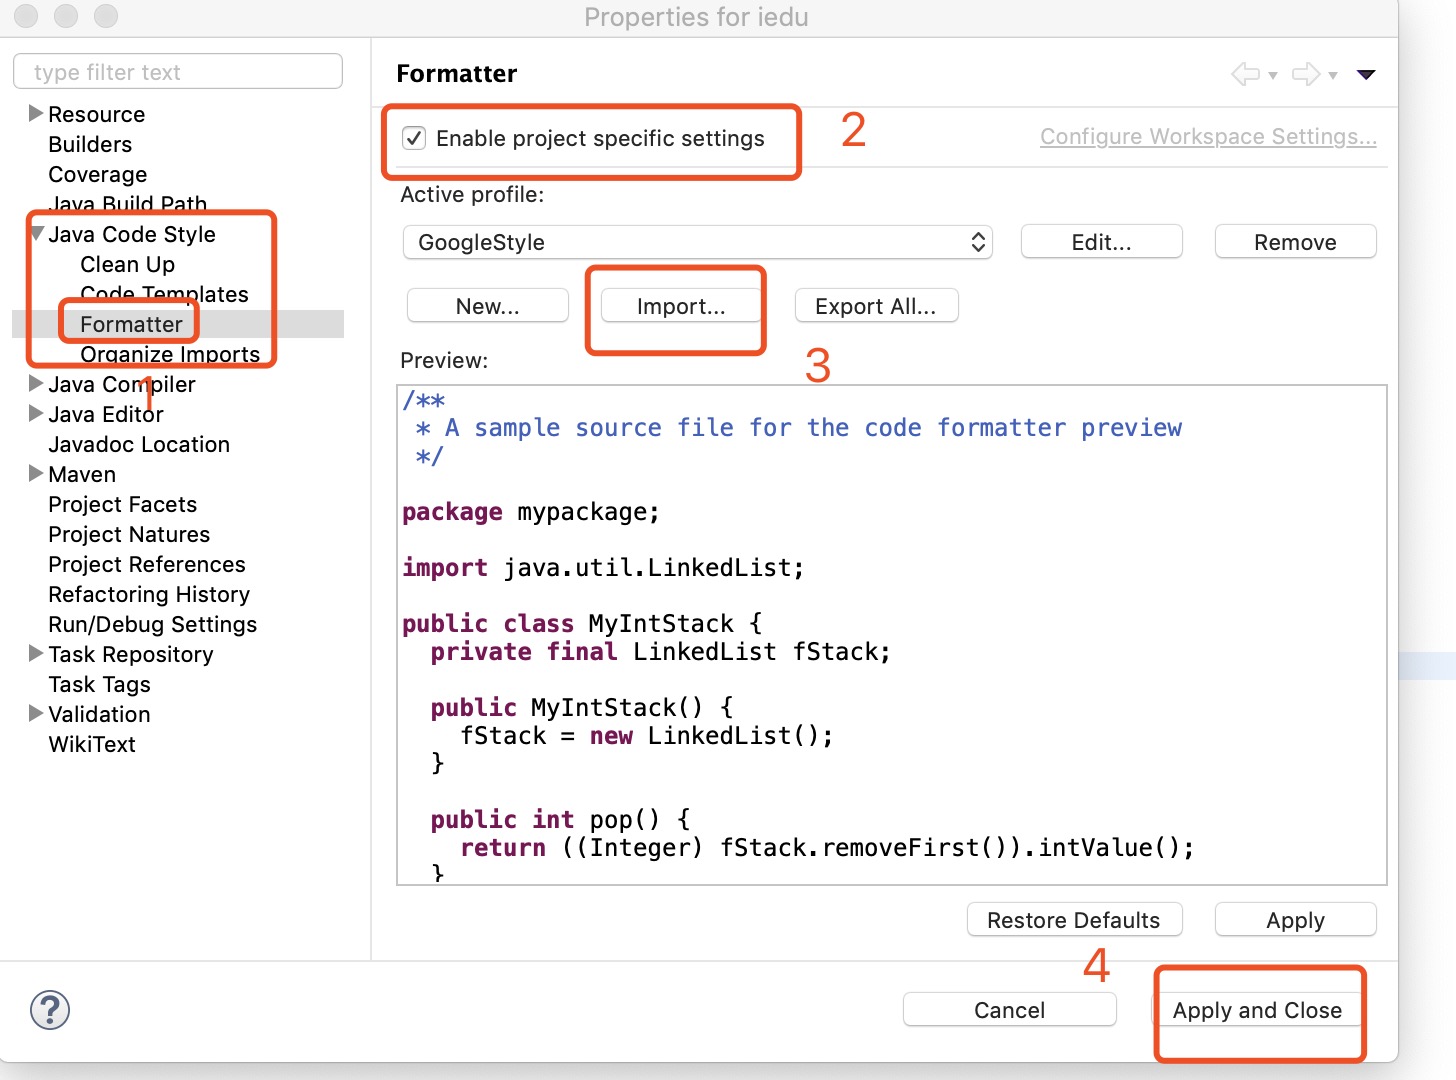 Properties for iedu
type filter text
Resource
Builders
Coverage
Java Build Path
Java Code Style
Clean Up
Code Templates
Formatter
Organize Imports
1
Java Compiler
Java Editor
Javadoc Location
Maven
Project Facets
Project Natures
Project References
Refactoring History
Run/Debug Settings
Task Repository
Task Tags
Validation
WikiText
Formatter
Enable project specific settings 2 Configure Workspace Settings...
Active profile:
GoogleStyle Edit... Remove
New... Import... Export All...
3
Preview:
/**
 * A sample source file for the code formatter preview
 */
package mypackage;
import java.util.LinkedList;
public class MyIntStack {
  private final LinkedList fStack;
  public MyIntStack() {
    fStack = new LinkedList();
  }
  public int pop() {
    return ((Integer) fStack.removeFirst()).intValue();
  }
Restore Defaults Apply
4
? Cancel Apply and Close